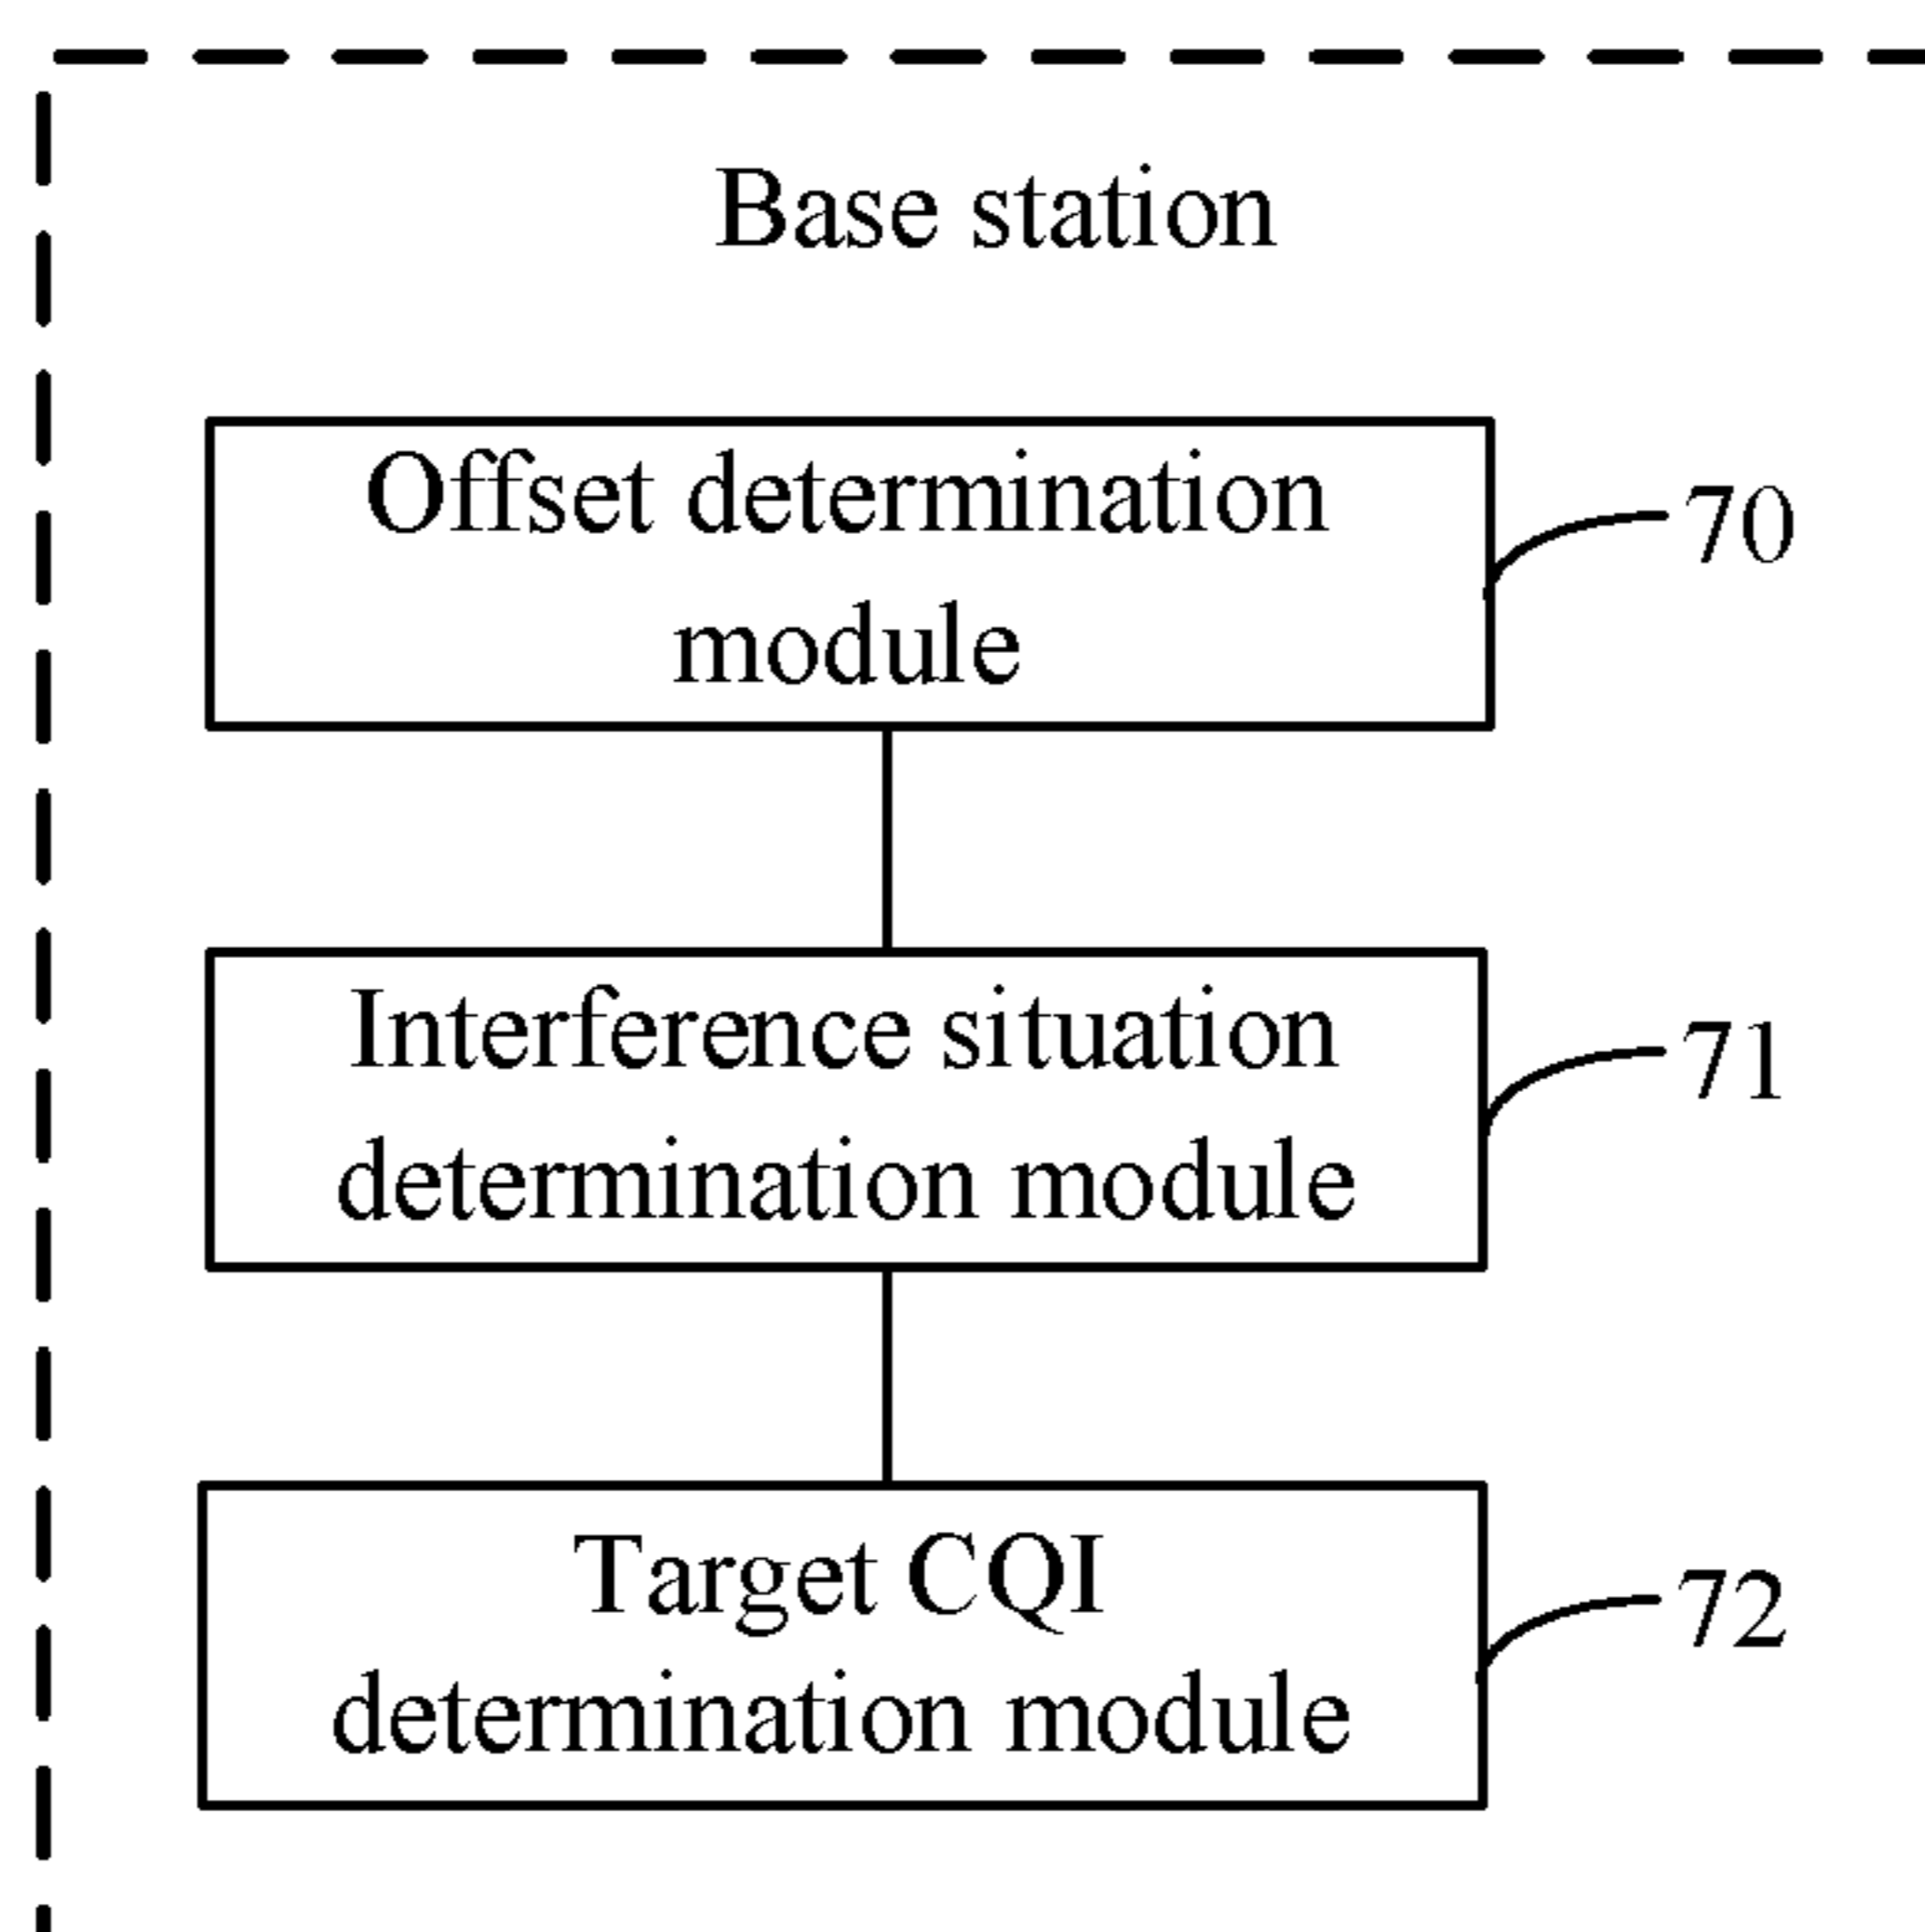 Base station
Offset determination
module
70
Interference situation
determination module
71
Target CQI
determination module
72